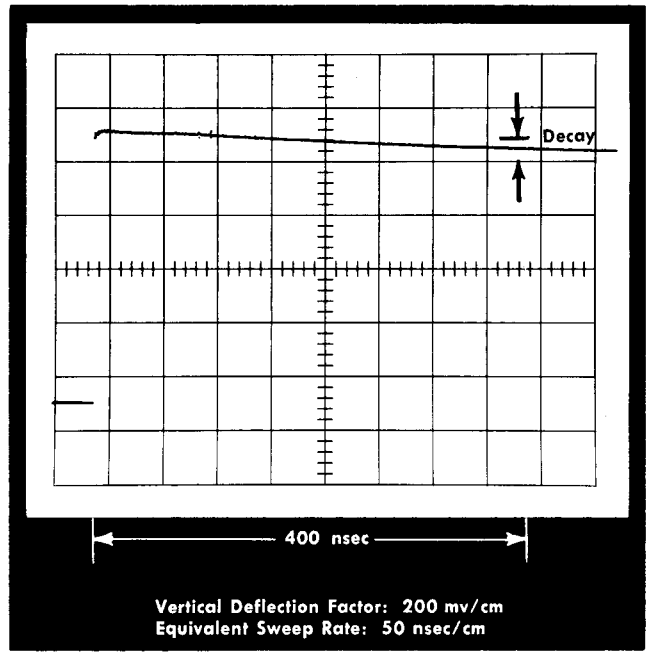 Decay
400 nsec
Vertical Deflection Factor: 200 mv/cm
Equivalent Sweep Rate: 50 nsec/cm